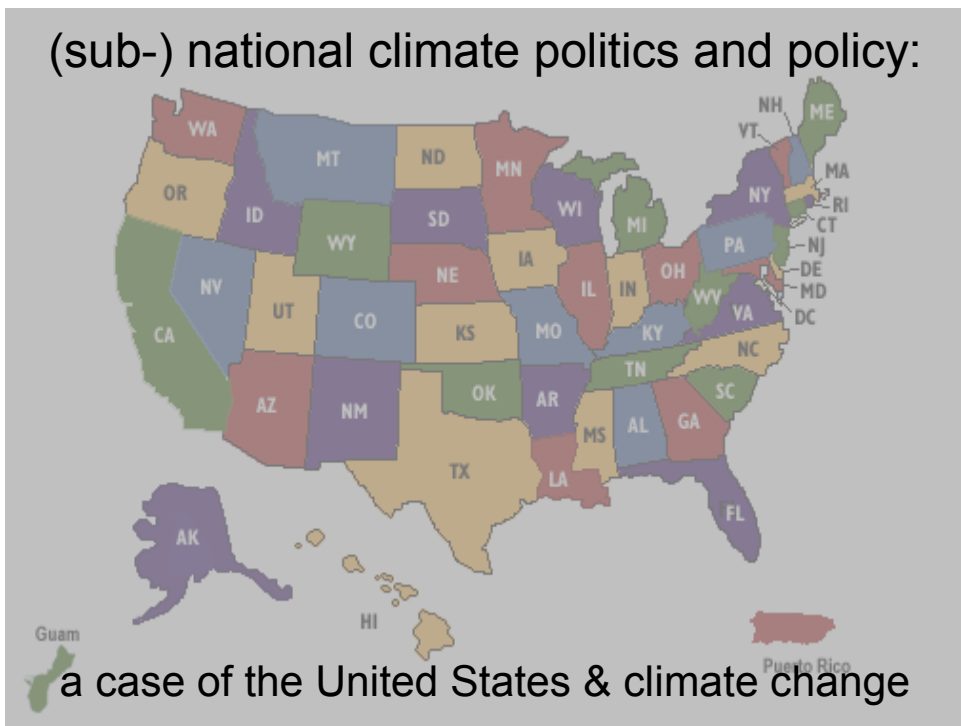 (sub-) national climate politics and policy:
WA
MT
ND
MN
VT
NH
ME
OR
ID
SD
WI
MI
NY
MA
RI
CT
WY
IA
PA
NJ
NV
NE
IL
IN
OH
DE
MD
DC
UT
CO
KS
MO
WV
VA
KY
CA
NC
TN
OK
AR
SC
AZ
NM
MS
AL
GA
TX
LA
FL
AK
HI
Guam
Puerto Rico
a case of the United States & climate change